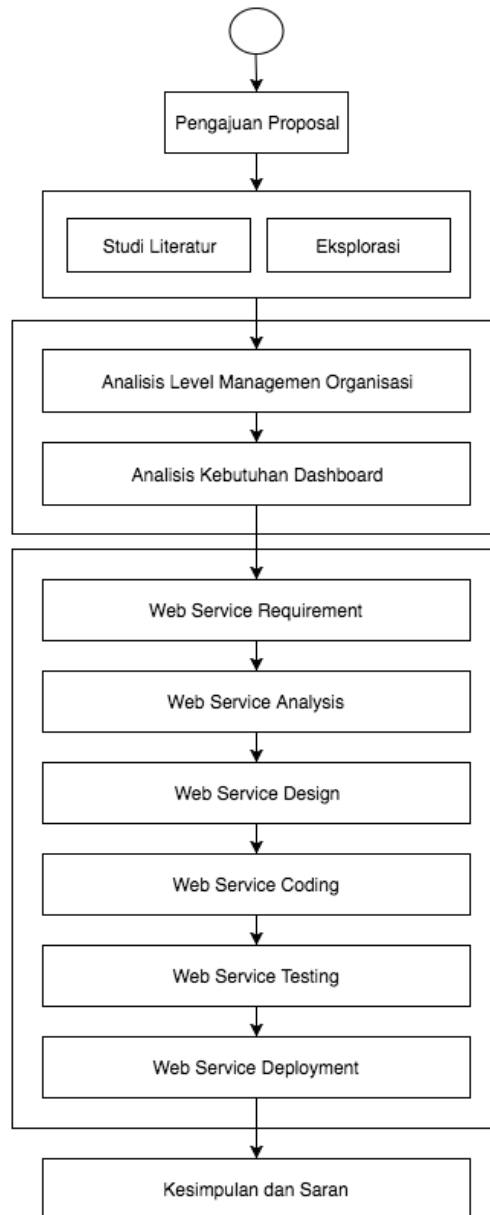 Pengajuan Proposal
Studi Literatur
Eksplorasi
Analisis Level Managemen Organisasi
Analisis Kebutuhan Dashboard
Web Service Requirement
Web Service Analysis
Web Service Design
Web Service Coding
Web Service Testing
Web Service Deployment
Kesimpulan dan Saran